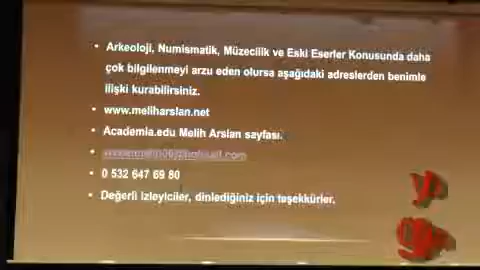 • Arkeoloji, Numismatik, Müzecilik ve Eski Eserler Konusunda daha
çok bilgilenmeyi arzu eden olursa aşağıdaki adreslerden benimle
ilişki kurabilirsiniz.
• www.meliharslan.net
• Academia.edu Melih Arslan sayfası.
• 0 532 647 69 80
• Değerli izleyiciler, dinlediğiniz için teşekkürler.